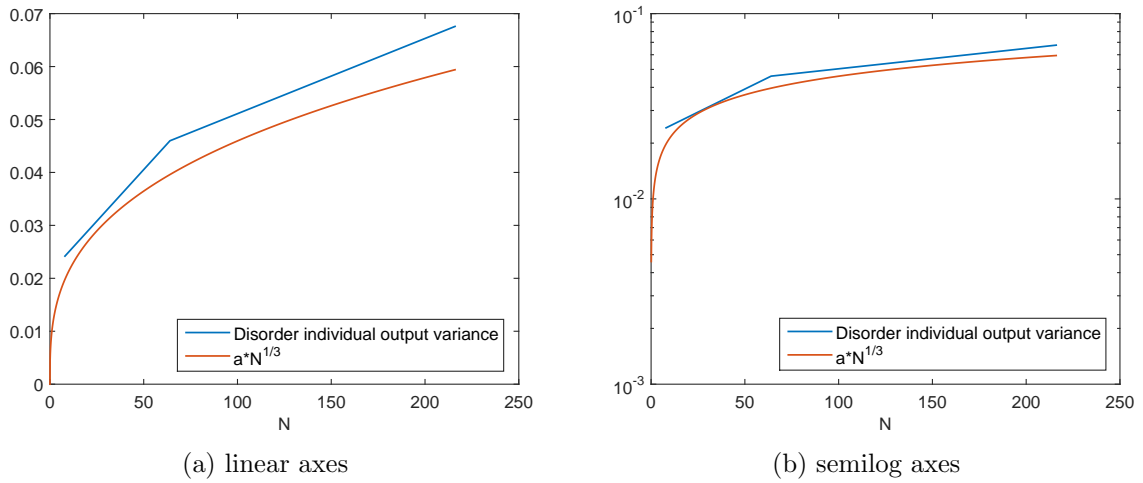 0.07
0.06
0.05
0.04
0.03
0.02
0.01
0
0 50 100 150 200 250
N
Disorder individual output variance
a*N^{1/3}
(a) linear axes
10^{-1}
10^{-2}
10^{-3}
0 50 100 150 200 250
N
Disorder individual output variance
a*N^{1/3}
(b) semilog axes